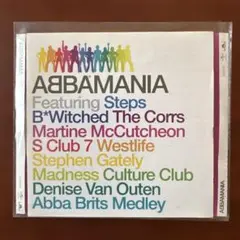 ABBAMANIA
Featuring Steps
B*Witched The Corrs
Martine McCutcheon
S Club 7 Westlife
Stephen Gately
Madness Culture Club
Denise Van Outen
Abba Brits Medley
ABBAMANIA